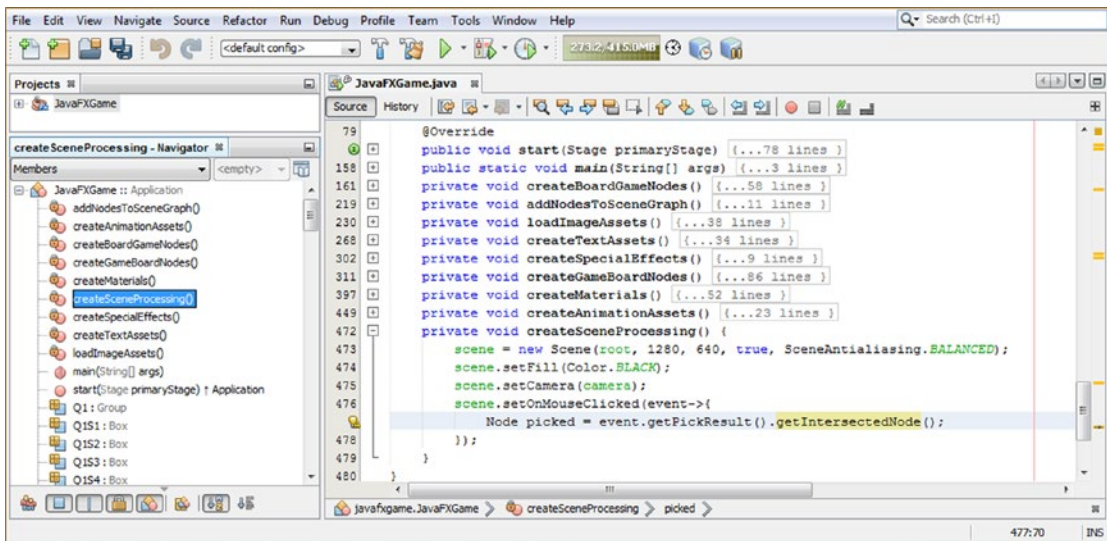 File Edit View Navigate Source Refactor Run Debug Profile Team Tools Window Help
Search (Ctrl+I)
<default config>
273.2/415.0MB
Projects
JavaFXGame
createSceneProcessing - Navigator
Members
<empty>
JavaFXGame :: Application
addNodesToSceneGraph()
createAnimationAssets()
createBoardGameNodes()
createGameBoardNodes()
createMaterials()
createSceneProcessing()
createSpecialEffects()
createTextAssets()
loadImageAssets()
main(String[] args)
start(Stage primaryStage) ↑ Application
Q1 : Group
Q1S1 : Box
Q1S2 : Box
Q1S3 : Box
Q1S4 : Box
JavaFXGame.java
Source History
79 @Override
public void start(Stage primaryStage) {...78 lines }
158 public static void main(String[] args) {...3 lines }
161 private void createBoardGameNodes() {...58 lines }
219 private void addNodesToSceneGraph() {...11 lines }
230 private void loadImageAssets() {...38 lines }
268 private void createTextAssets() {...34 lines }
302 private void createSpecialEffects() {...9 lines }
311 private void createGameBoardNodes() {...86 lines }
397 private void createMaterials() {...52 lines }
449 private void createAnimationAssets() {...23 lines }
472 private void createSceneProcessing() {
473 scene = new Scene(root, 1280, 640, true, SceneAntialiasing.BALANCED);
474 scene.setFill(Color.BLACK);
475 scene.setCamera(camera);
476 scene.setOnMouseClicked(event->{
Node picked = event.getPickResult().getIntersectedNode();
478 });
479 }
480 }
javafxgame.JavaFXGame createSceneProcessing picked
477:70 INS